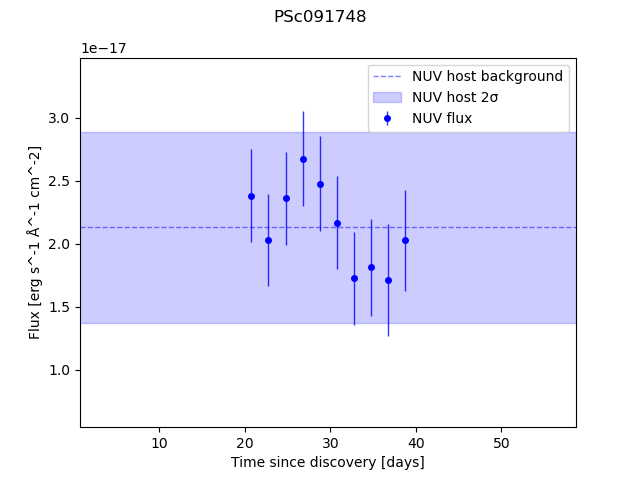 PSc091748
1e−17
NUV host background
NUV host 2σ
NUV flux
3.0
2.5
2.0
1.5
1.0
Flux [erg s^-1 Å^-1 cm^-2]
10 20 30 40 50
Time since discovery [days]